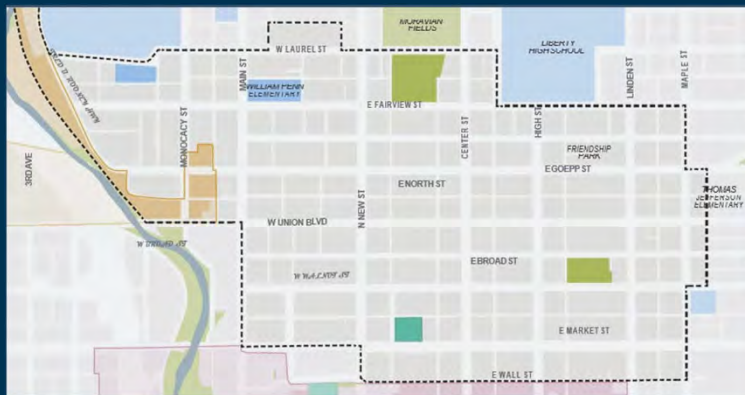 MORAVIAN
FIELDS
W LAUREL ST
LIBERTY
HIGH SCHOOL
MAIN ST
LINDEN ST
MAPLE ST
WILLIAM PENN
ELEMENTARY
E FAIRVIEW ST
MONOCACY ST
CENTER ST
HIGH ST
3RD AVE
FRIENDSHIP
PARK
E GOEPP ST
E NORTH ST
THOMAS
JEFFERSON
ELEMENTARY
N NEW ST
W UNION BLVD
W BROAD ST
E BROAD ST
W WALNUT ST
E MARKET ST
E WALL ST